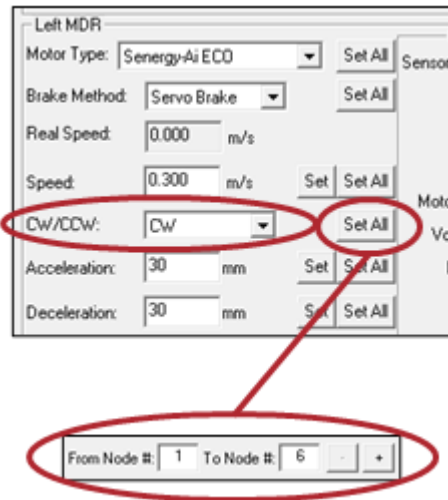 Left MDR
Motor Type: Senergy-Ai ECO Set All Sensor
Brake Method: Servo Brake Set All
Real Speed: 0.000 m/s
Speed: 0.300 m/s Set Set All
CW/CCW: CW Set All
Acceleration: 30 mm Set Set All
Deceleration: 30 mm Set Set All
From Node #: 1 To Node #: 6 - +